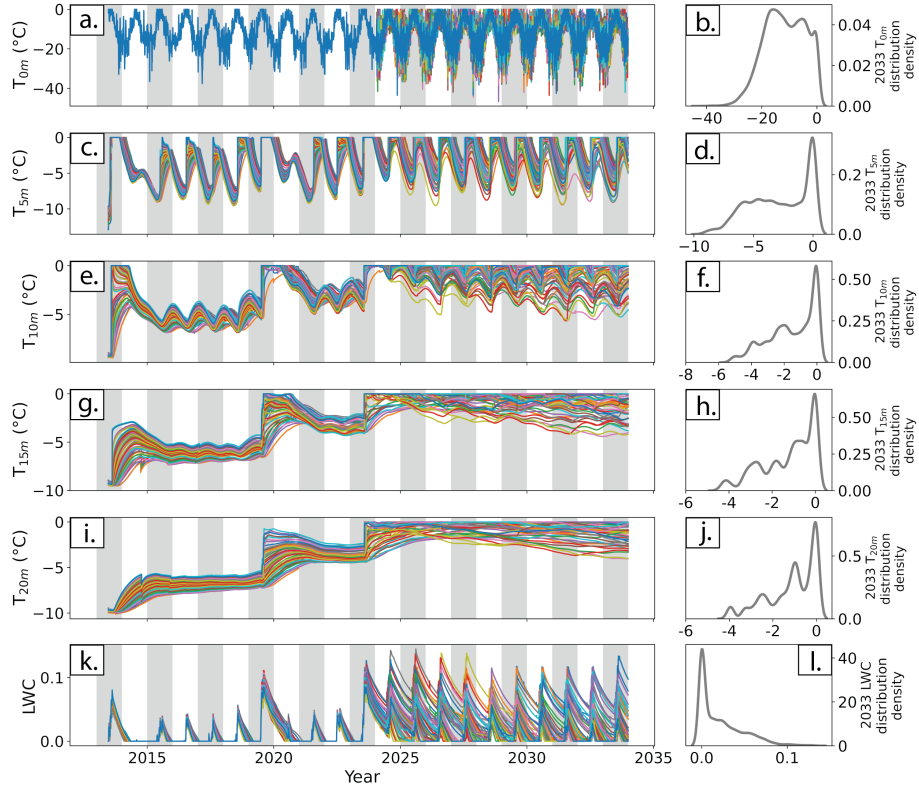 a.
T0m (°C)
0
−20
−40
b.
0.04
0.02
0.00
−40
−20
0
2033 T0m
distribution
density
c.
T5m (°C)
0
−5
−10
d.
0.2
0.0
−10
−5
0
2033 T5m
distribution
density
e.
T10m (°C)
0
−5
f.
0.50
0.25
0.00
-8
-6
-4
-2
0
2033 T10m
distribution
density
g.
T15m (°C)
0
−5
−10
h.
0.50
0.25
0.00
-6
-4
-2
0
2033 T15m
distribution
density
i.
T20m (°C)
0
−5
−10
j.
0.5
0.0
-6
-4
-2
0
2033 T20m
distribution
density
k.
LWC
0.1
0.0
2015
2020
2025
2030
2035
Year
l.
40
20
0
0.0
0.1
2033 LWC
distribution
density